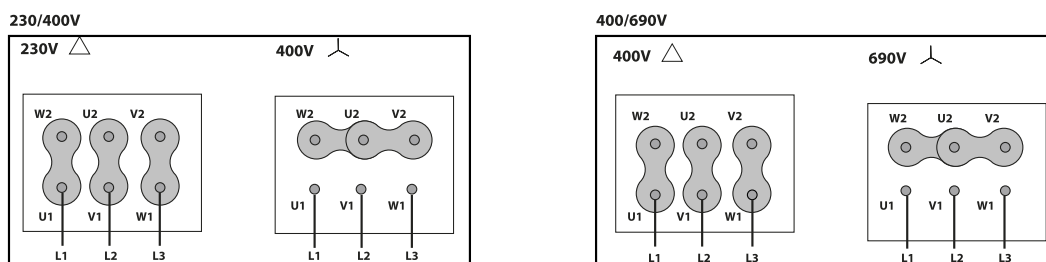 230/400V
230V
400V
W2 U2 V2
U1 V1 W1
L1 L2 L3
W2 U2 V2
U1 V1 W1
L1 L2 L3
400/690V
400V
690V
W2 U2 V2
U1 V1 W1
L1 L2 L3
W2 U2 V2
U1 V1 W1
L1 L2 L3